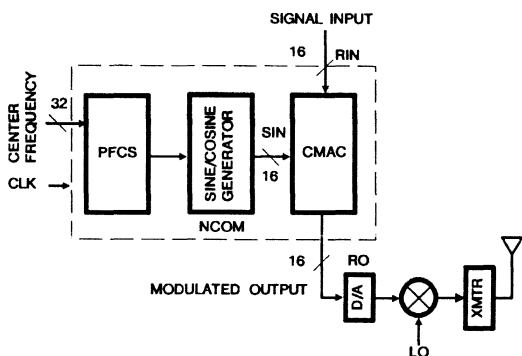 SIGNAL INPUT
16
RIN
CENTER
FREQUENCY
32
PFCS
SINE/COSINE
GENERATOR
SIN
16
CMAC
CLK
NCOM
16
RO
MODULATED OUTPUT
D/A
XMTR
LO